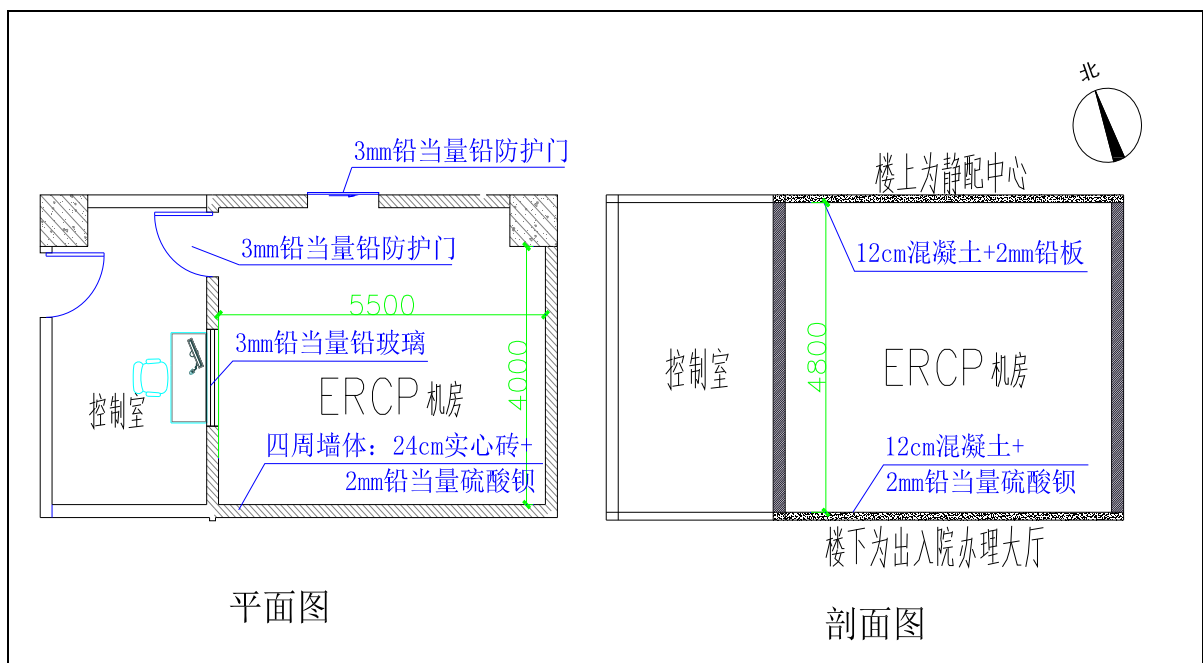 3mm铅当量铅防护门
3mm铅当量铅防护门
5500
3mm铅当量铅玻璃
4000
ERCP 机房
控制室
四周墙体：24cm实心砖+
2mm铅当量硫酸钡
平面图
北
楼上为静配中心
12cm混凝土+2mm铅板
4800
控制室
ERCP 机房
12cm混凝土+
2mm铅当量硫酸钡
楼下为出入院办理大厅
剖面图